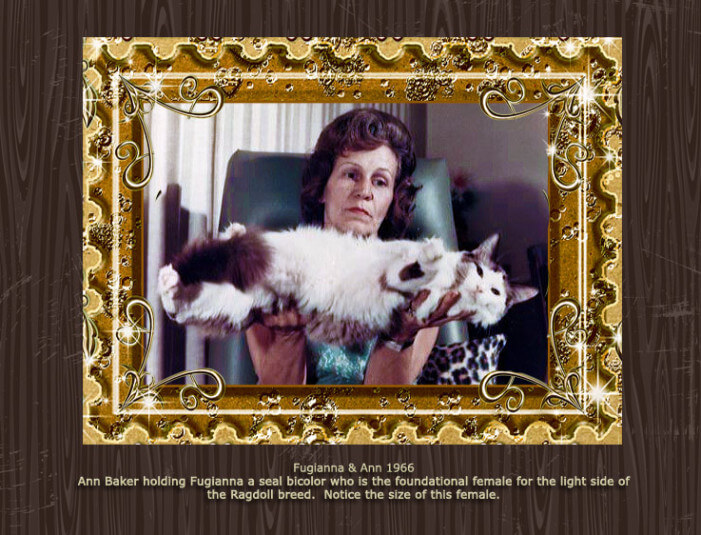 Fugianna & Ann 1966
Ann Baker holding Fugianna a seal bicolor who is the foundational female for the light side of
the Ragdoll breed.  Notice the size of this female.